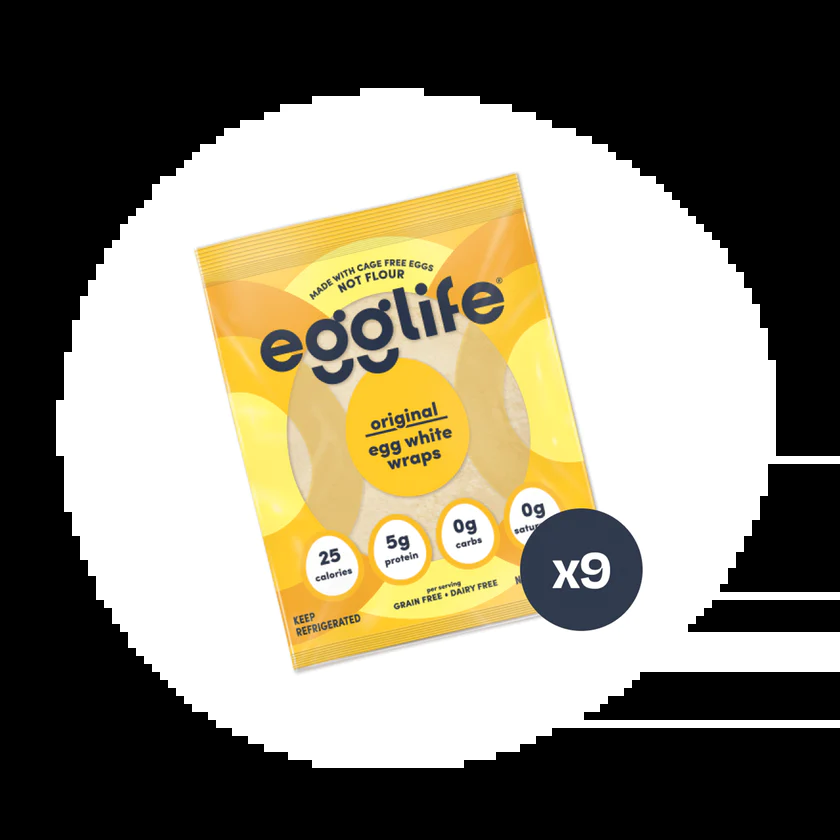 MADE WITH CAGE FREE EGGS
NOT FLOUR
egglife®
original
egg white
wraps
25
calories
5g
protein
0g
carbs
0g
per serving
GRAIN FREE • DAIRY FREE
KEEP
REFRIGERATED
x9